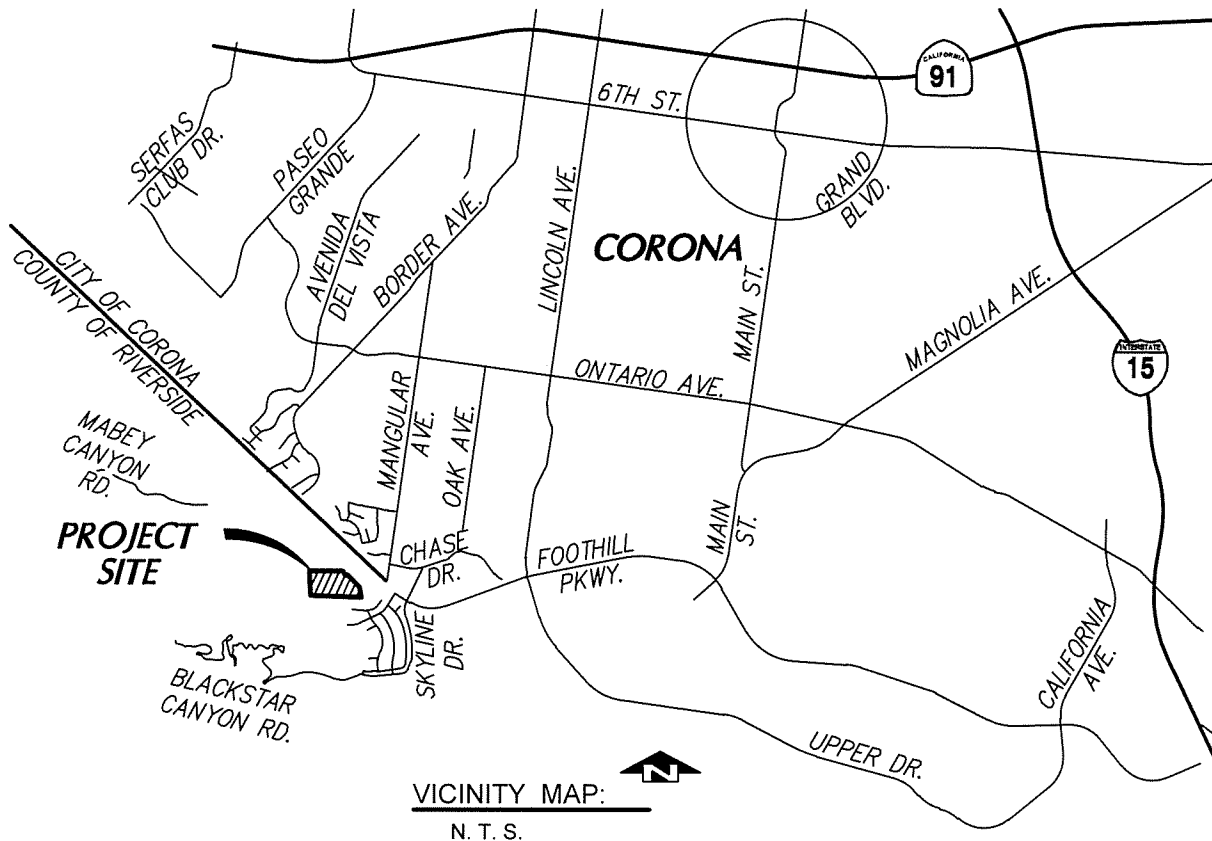 CALIFORNIA
91
6TH ST.
SERFAS
CLUB DR.
PASEO
GRANDE
GRAND
BLVD.
AVENIDA
DEL VISTA
BORDER AVE.
LINCOLN AVE.
CORONA
MAIN ST.
MAGNOLIA AVE.
CITY OF CORONA
COUNTY OF RIVERSIDE
INTERSTATE
15
ONTARIO AVE.
MANGULAR
AVE.
OAK AVE.
MABEY
CANYON
RD.
PROJECT
SITE
CHASE
DR.
FOOTHILL
PKWY.
MAIN
ST.
SKYLINE
DR.
CALIFORNIA
AVE.
BLACKSTAR
CANYON RD.
UPPER DR.
N
VICINITY MAP:
N. T. S.